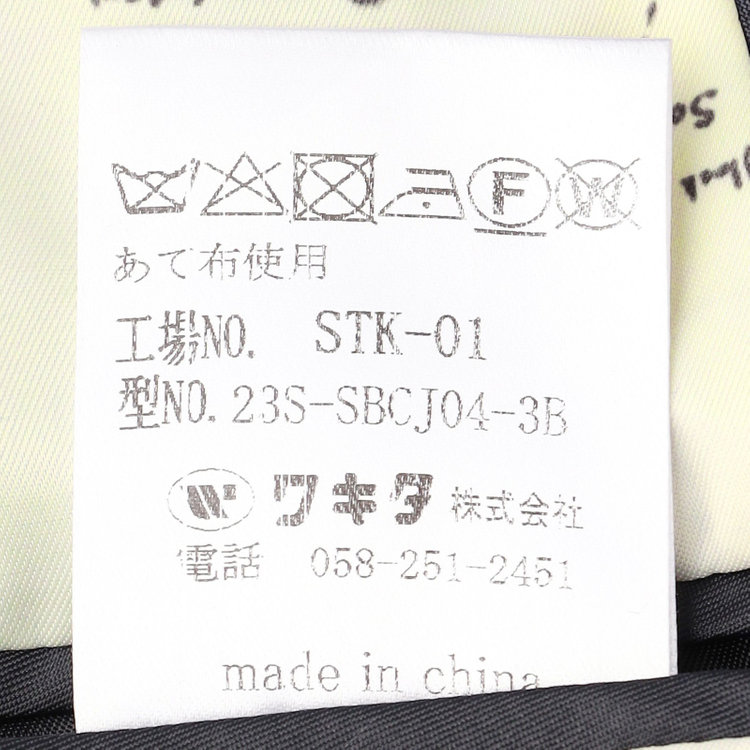 F W
あて布使用
工場NO. STK-01
型NO.23S-SBCJ04-3B
W ワキタ 株式会社
電話 058-251-2451
made in china
so